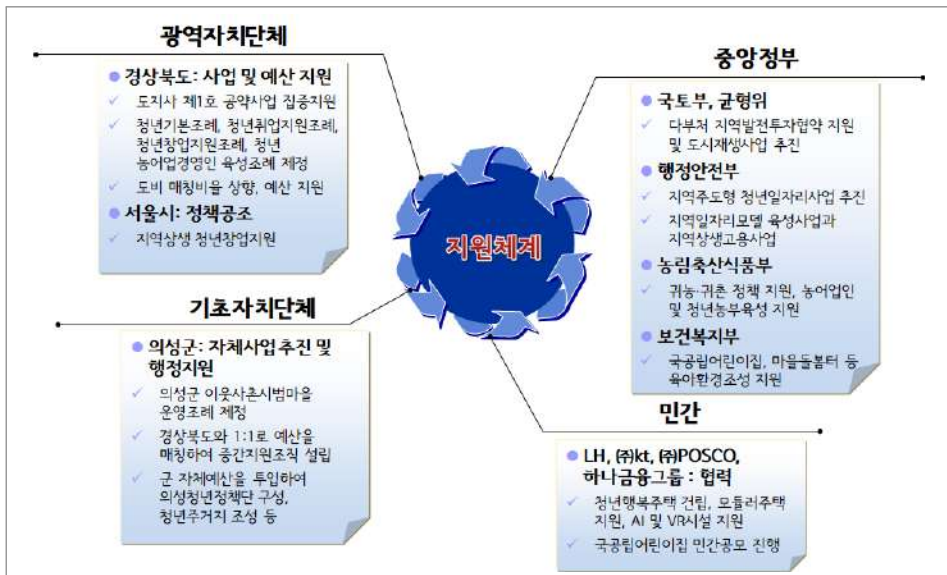 광역자치단체
경상북도: 사업 및 예산 지원
도지사 제1호 공약사업 집중지원
청년기본조례, 청년취업지원조례,
청년창업지원조례, 청년
농어업경영인 육성조례 제정
도비 매칭비율 상향, 예산 지원
서울시: 정책공조
지역상생 청년창업지원
기초자치단체
의성군: 자체사업 추진 및
행정지원
의성군 이웃사촌시범마을
운영조례 제정
경상북도와 1:1로 예산을
매칭하여 중간지원조직 설립
군 자체예산을 투입하여
의성청년정책단 구성,
청년주거지 조성 등
지원체계
중앙정부
국토부, 균형위
다부처 지역발전투자협약 지원
및 도시재생사업 추진
행정안전부
지역주도형 청년일자리사업 추진
지역일자리모델 육성사업과
지역상생고용사업
농림축산식품부
귀농·귀촌 정책 지원, 농어업인
및 청년농부육성 지원
보건복지부
국공립어린이집, 마을돌봄터 등
육아환경조성 지원
민간
LH, ㈜kt, ㈜POSCO,
하나금융그룹 : 협력
청년행복주택 건립, 모듈러주택
지원, AI 및 VR시설 지원
국공립어린이집 민간공모 진행